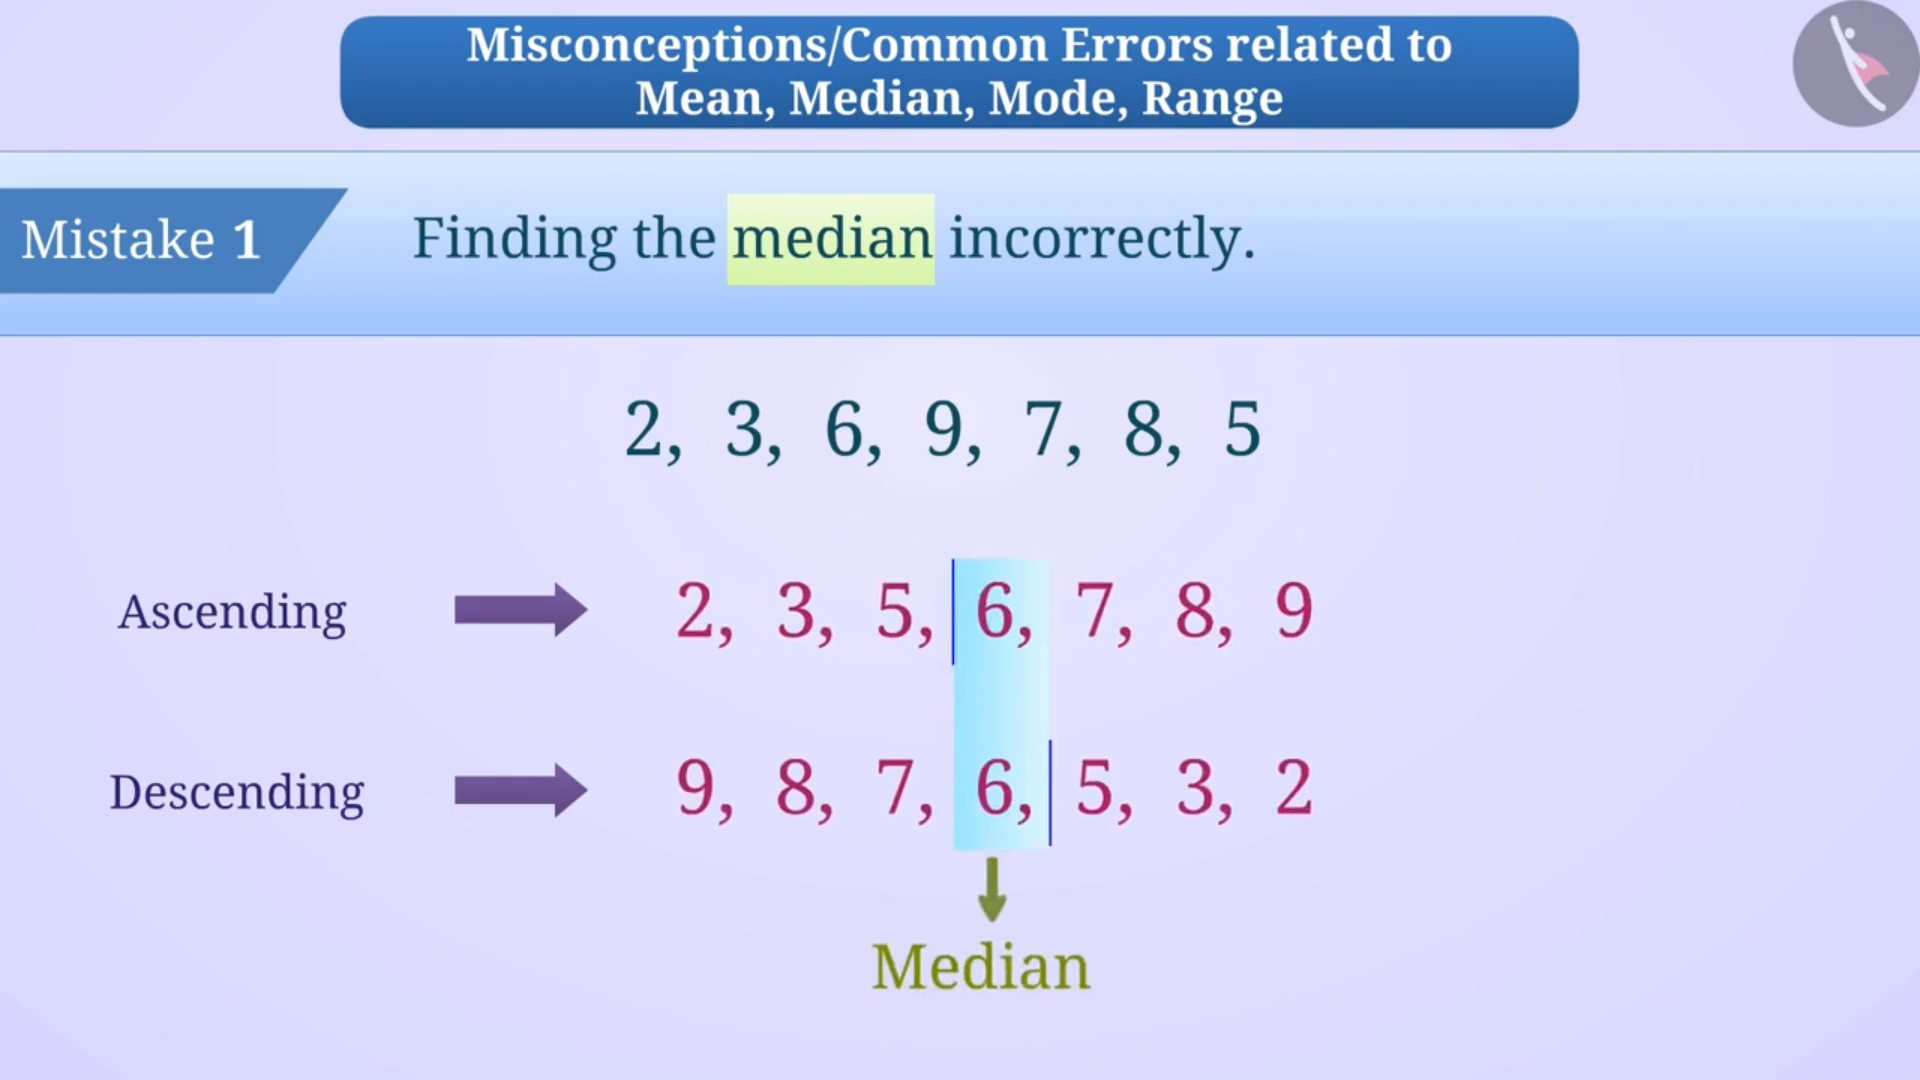 Misconceptions/Common Errors related to
Mean, Median, Mode, Range
Mistake 1
Finding the median incorrectly.
2, 3, 6, 9, 7, 8, 5
Ascending 2, 3, 5, 6, 7, 8, 9
Descending 9, 8, 7, 6, 5, 3, 2
Median